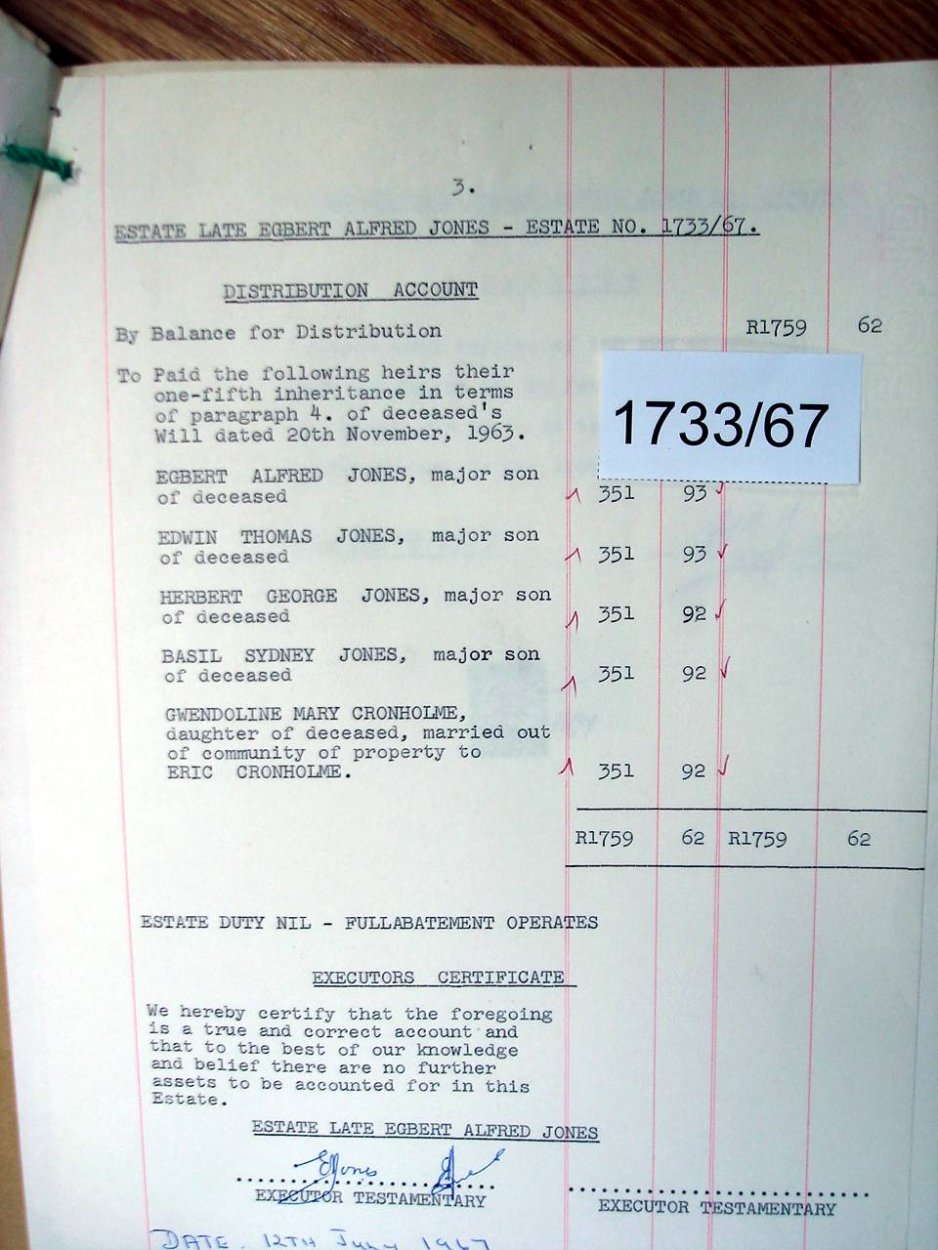 3.
ESTATE LATE EGBERT ALFRED JONES - ESTATE NO. 1733/67.
DISTRIBUTION ACCOUNT
By Balance for Distribution R1759 62
To Paid the following heirs their
one-fifth inheritance in terms
of paragraph 4. of deceased's
Will dated 20th November, 1963.
1733/67
EGBERT ALFRED JONES, major son
of deceased 351 93
EDWIN THOMAS JONES, major son
of deceased 351 93
HERBERT GEORGE JONES, major son
of deceased 351 92
BASIL SYDNEY JONES, major son
of deceased 351 92
GWENDOLINE MARY CRONHOLME,
daughter of deceased, married out
of community of property to
ERIC CRONHOLME. 351 92
R1759 62 R1759 62
ESTATE DUTY NIL - FULLABATEMENT OPERATES
EXECUTORS CERTIFICATE
We hereby certify that the foregoing
is a true and correct account and
that to the best of our knowledge
and belief there are no further
assets to be accounted for in this
Estate.
ESTATE LATE EGBERT ALFRED JONES
EJones
EXECUTOR TESTAMENTARY EXECUTOR TESTAMENTARY
DATE. 12TH July 1967